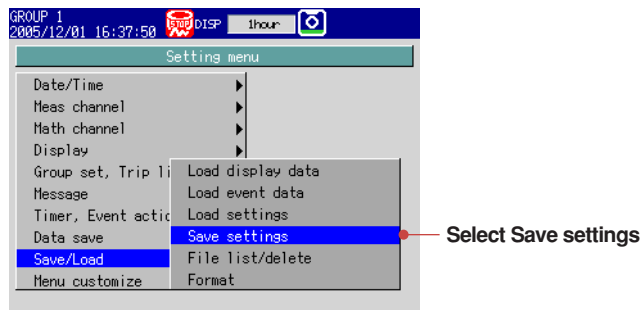 GROUP 1
2005/12/01 16:37:50 STOP DISP 1hour
Setting menu
Date/Time
Meas channel
Math channel
Display
Group set, Trip li
Message
Timer, Event actio
Data save
Save/Load
Menu customize
Load display data
Load event data
Load settings
Save settings
File list/delete
Format
Select Save settings